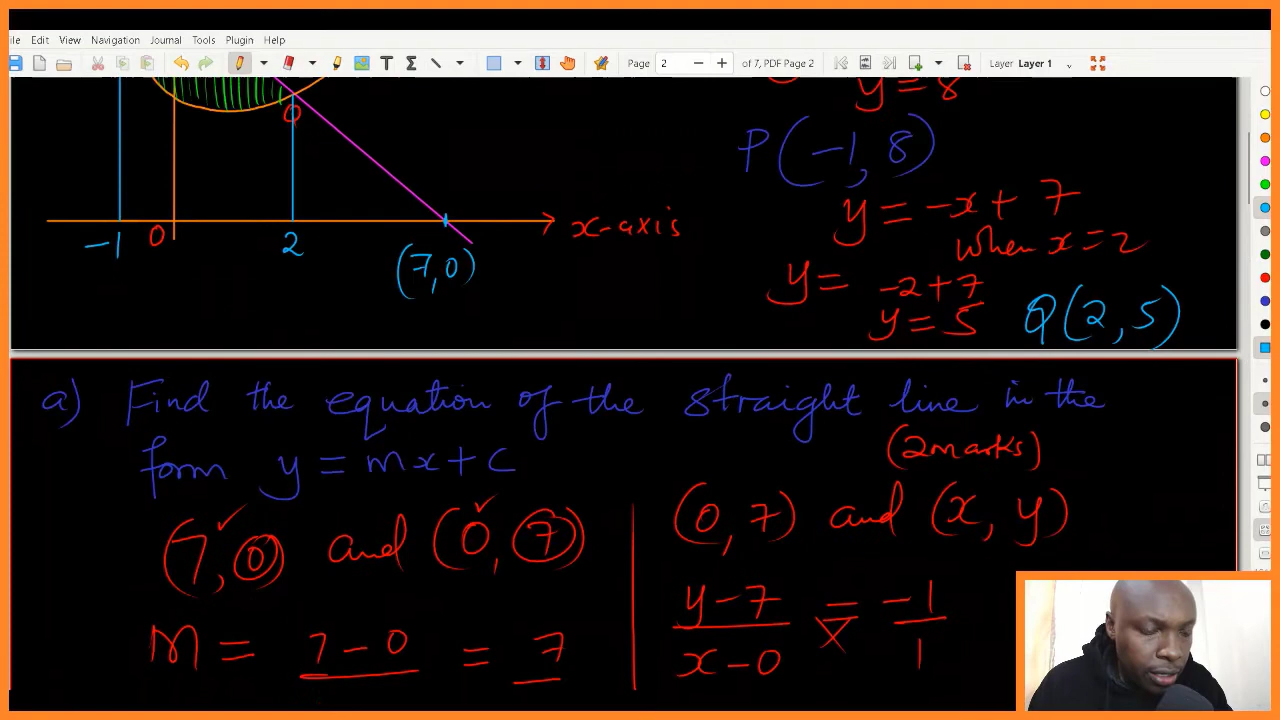 ile Edit View Navigation Journal Tools Plugin Help
Page 2 of 7, PDF Page 2 Layer Layer 1
y = 8
P(-1, 8)
y = -x + 7
when x = 2
y = -2 + 7
y = 5 Q(2, 5)
0
x-axis
-1 0 2 (7, 0)
a) Find the equation of the straight line in the
form y = mx + c (2marks)
(7, 0) and (0, 7)
M = 7 - 0 = 7
(0, 7) and (x, y)
y - 7 = -1
x - 0 1